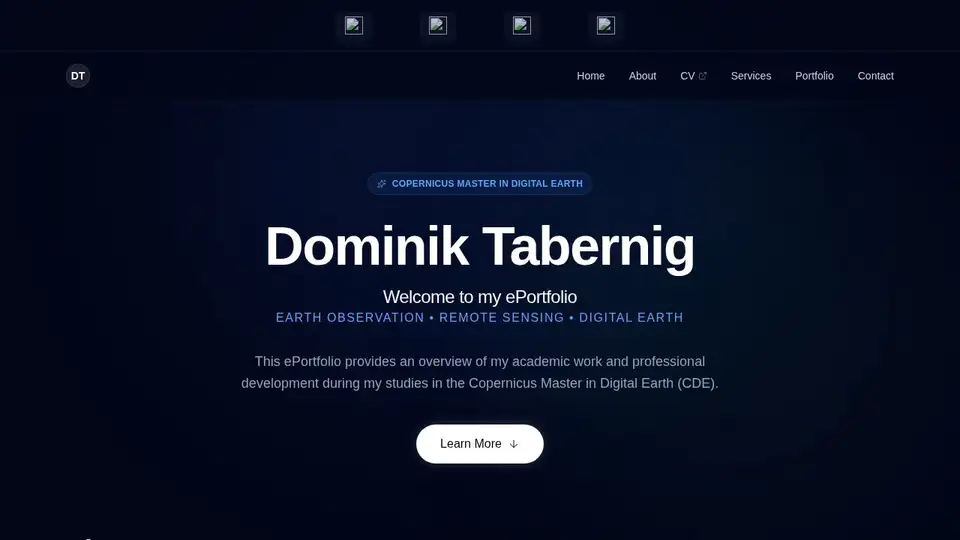 DT
Home
About
CV
Services
Portfolio
Contact
COPERNICUS MASTER IN DIGITAL EARTH
Dominik Tabernig
Welcome to my ePortfolio
EARTH OBSERVATION • REMOTE SENSING • DIGITAL EARTH
This ePortfolio provides an overview of my academic work and professional
development during my studies in the Copernicus Master in Digital Earth (CDE).
Learn More